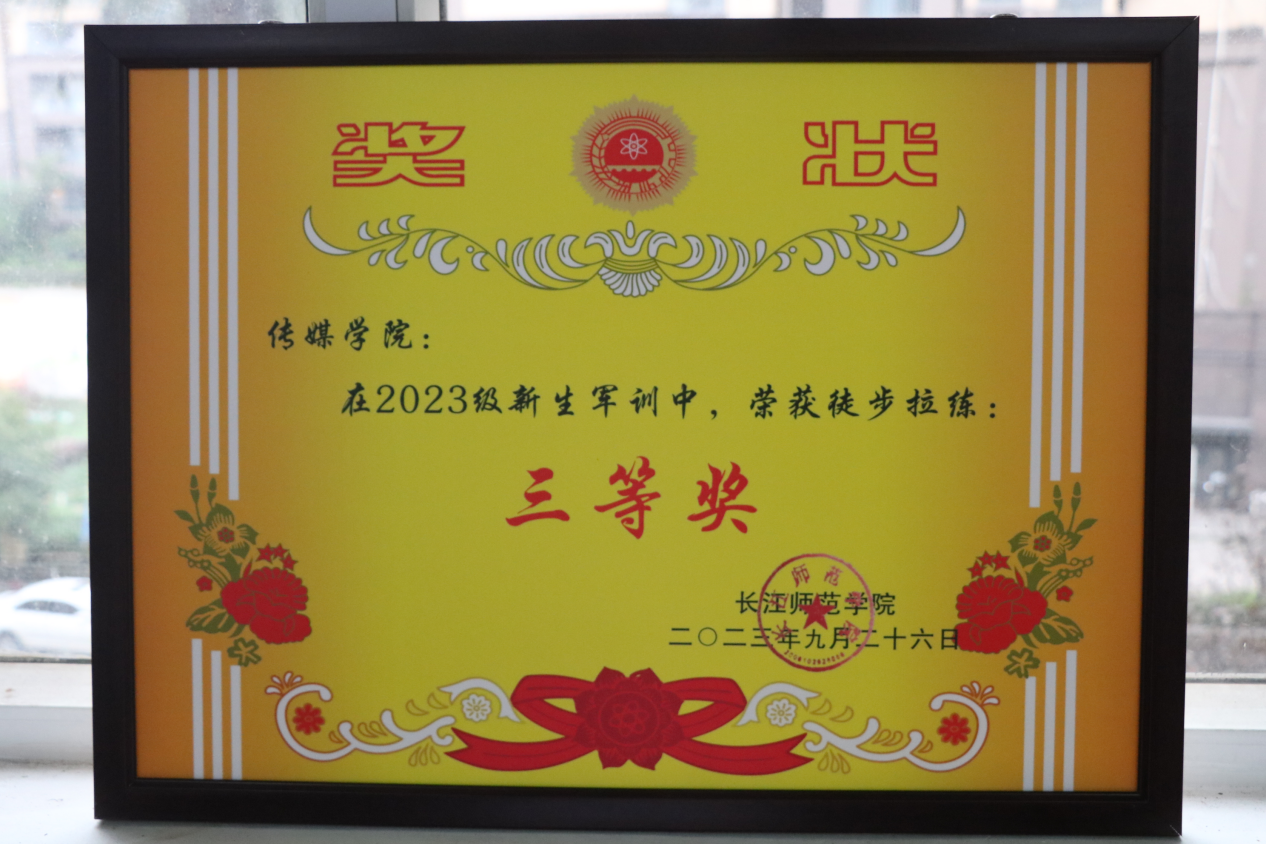 奖 状
传媒学院：
在2023级新生军训中，荣获徒步拉练：
三等奖
长江师范学院
二〇二三年九月二十六日